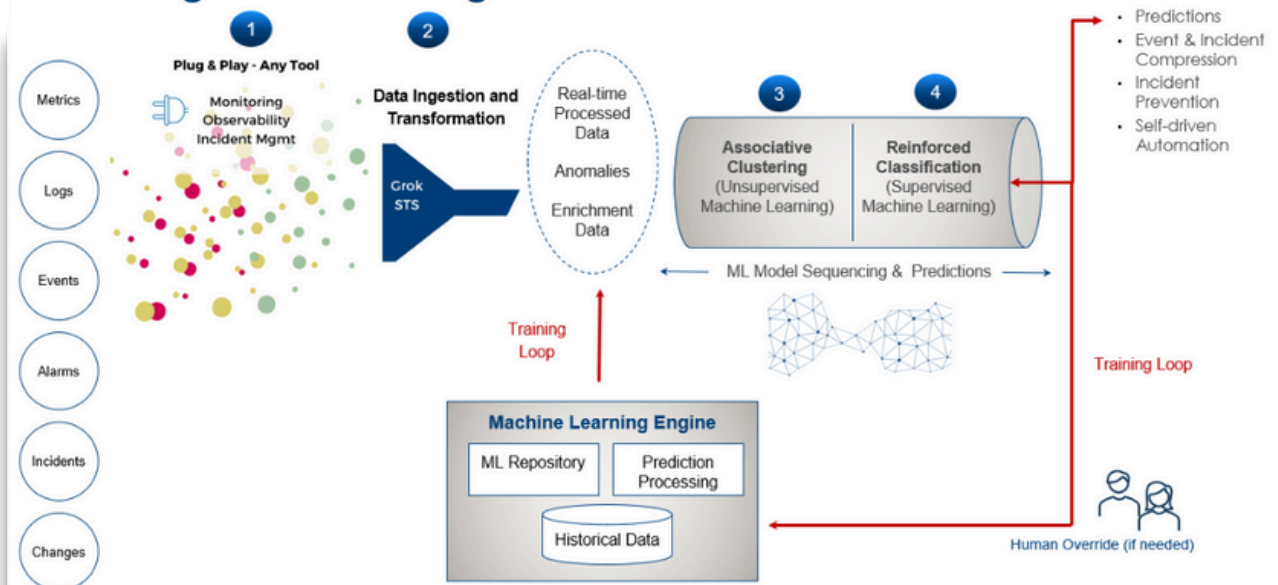 1
2
Plug & Play - Any Tool
Monitoring
Observability
Incident Mgmt
Metrics
Logs
Events
Alarms
Incidents
Changes
Data Ingestion and
Transformation
Grok
STS
Real-time
Processed
Data
Anomalies
Enrichment
Data
3
4
Associative
Clustering
(Unsupervised
Machine Learning)
Reinforced
Classification
(Supervised
Machine Learning)
ML Model Sequencing & Predictions
• Predictions
• Event & Incident
Compression
• Incident
Prevention
• Self-driven
Automation
Training
Loop
Training Loop
Machine Learning Engine
ML Repository
Prediction
Processing
Historical Data
Human Override (if needed)